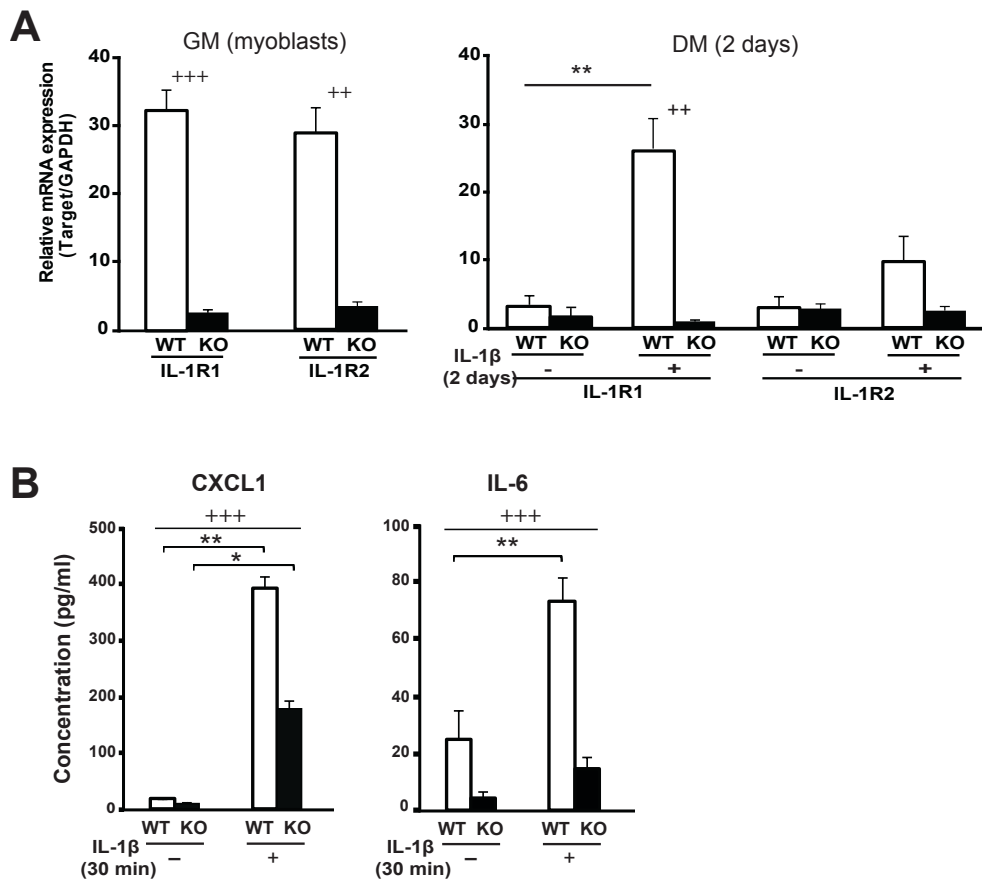 A
GM (myoblasts)
DM (2 days)
Relative mRNA expression
(Target/GAPDH)
40
30
20
10
0
+++
++
WT KO WT KO
IL-1R1 IL-1R2
40
30
20
10
0
**
++
WT KO WT KO WT KO WT KO
IL-1β
(2 days)
- + - +
IL-1R1 IL-1R2
B
CXCL1
IL-6
Concentration (pg/ml)
500
400
300
200
100
0
+++
**
*
WT KO WT KO
IL-1β
(30 min)
– +
100
80
60
40
20
0
+++
**
WT KO WT KO
IL-1β
(30 min)
– +